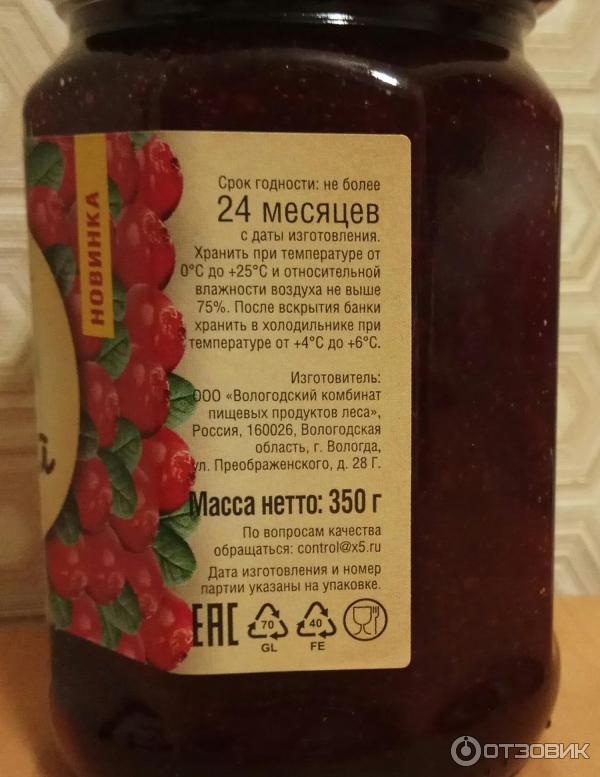 НОВИНКА
Срок годности: не более
24 месяцев
с даты изготовления.
Хранить при температуре от
0°С до +25°С и относительной
влажности воздуха не выше
75%. После вскрытия банки
хранить в холодильнике при
температуре от +4°С до +6°С.
Изготовитель:
ООО «Вологодский комбинат
пищевых продуктов леса»,
Россия, 160026, Вологодская
область, г. Вологда,
ул. Преображенского, д. 28 Г.
Масса нетто: 350 г
По вопросам качества
обращаться: control@x5.ru
Дата изготовления и номер
партии указаны на упаковке.
EAC 70 40
GL FE
ОТЗОВИК